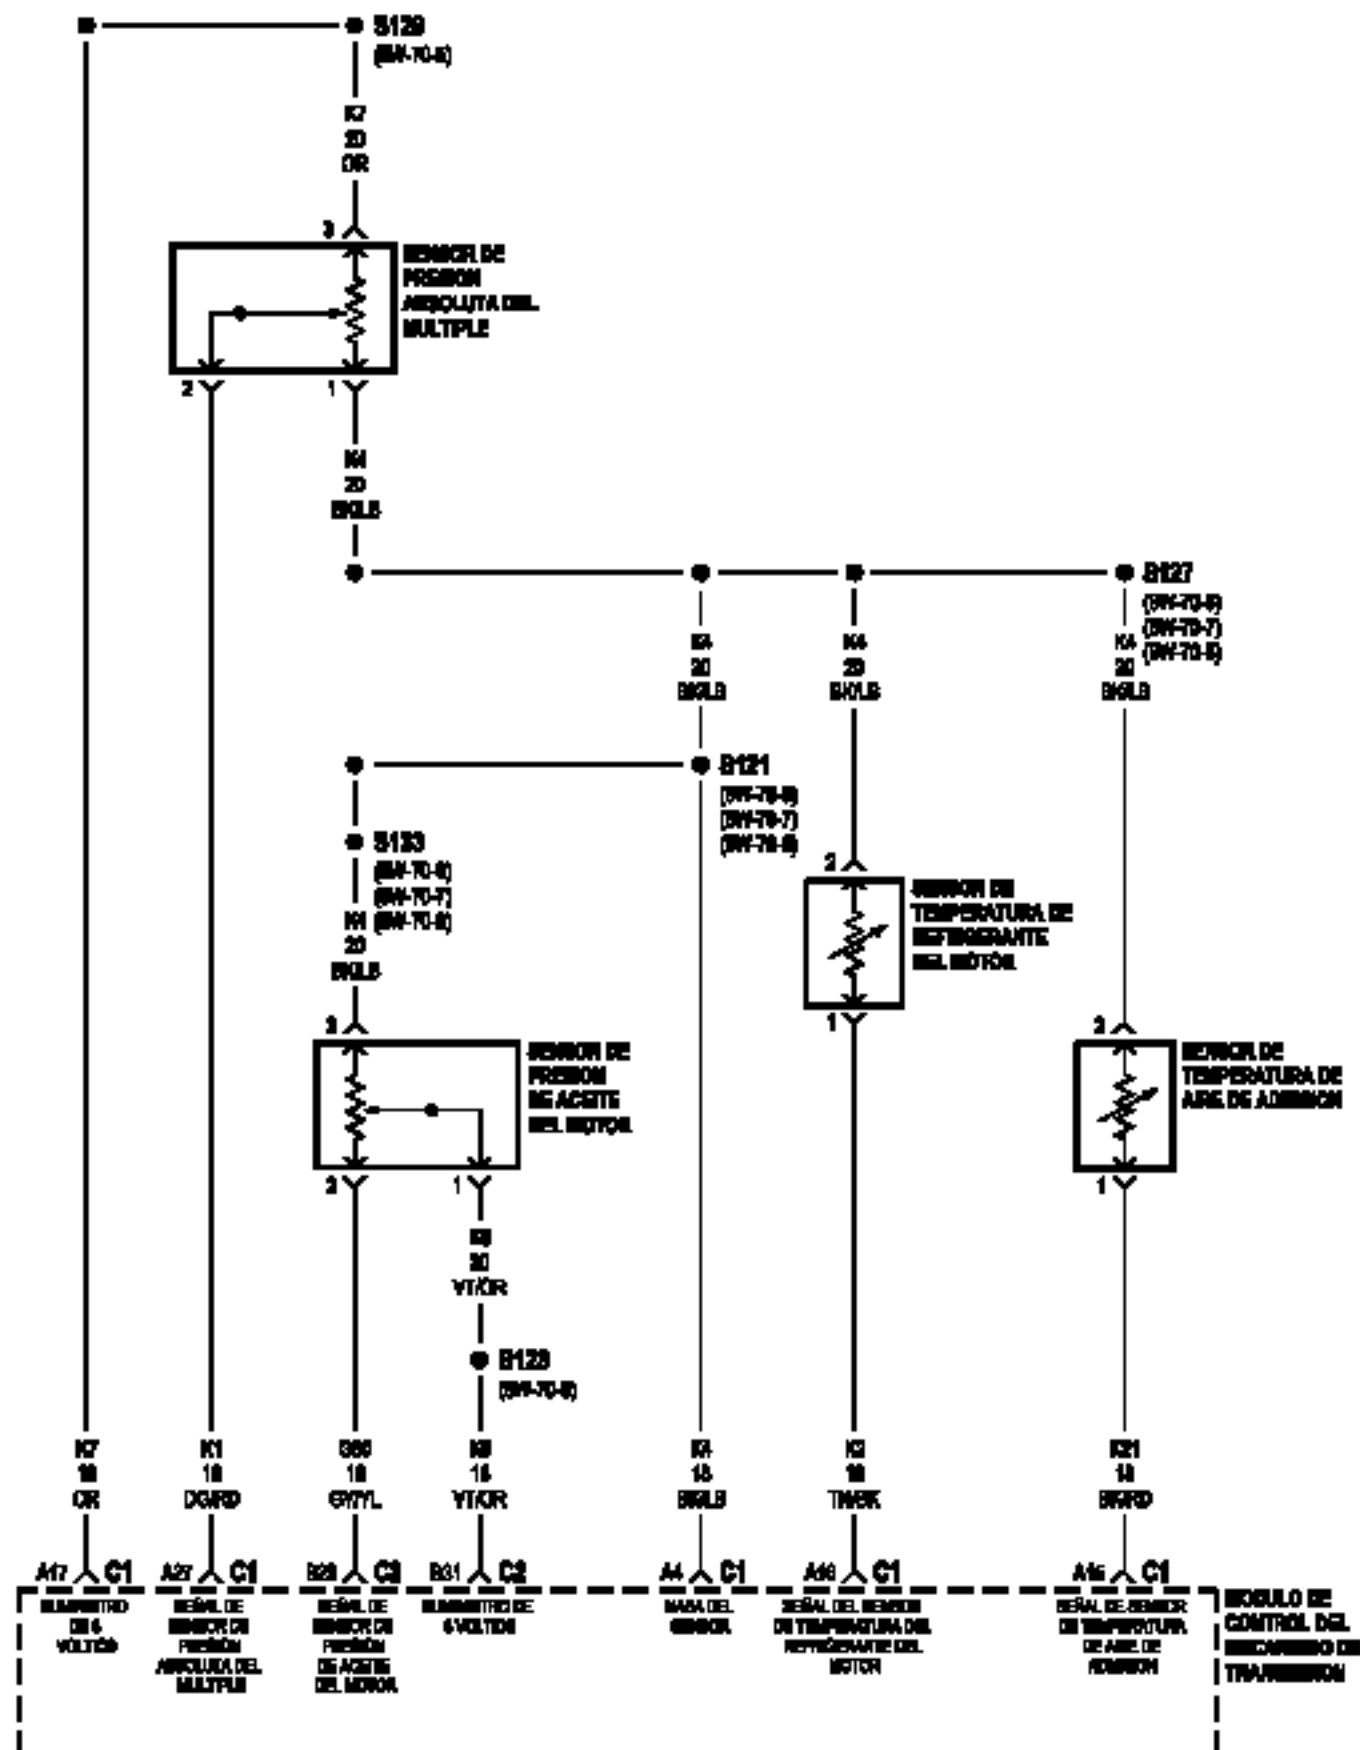 S129
(8W-70-8)
K7
20
OR
3
SENSOR DE
PRESION
ABSOLUTA DEL
MULTIPLE
2
1
K4
20
BK/LB
S127
K4
20
BK/LB
K4
20
BK/LB
K4
20
BK/LB
S121
S133
K4
20
BK/LB
2
SENSOR DE
TEMPERATURA DE
REFRIGERANTE
DEL MOTOR
1
SENSOR DE
PRESION
DE ACEITE
DEL MOTOR
2
SENSOR DE
TEMPERATURA DE
AIRE DE ADMISION
1
1
20
VT/OR
K7
18
OR
K1
18
DG/RD
G60
18
GY/YL
18
VT/OR
K4
18
BK/LB
K2
18
TN/BK
K21
18
BK/RD
A17
C1
A27
C1
C2
B31
C2
A4
C1
A16
C1
A15
C1
SUMINISTRO
DE 5
VOLTIOS
SEÑAL DE
SENSOR DE
PRESIÓN
ABSOLUTA DEL
MULTIPLE
SEÑAL DE
SENSOR DE
PRESIÓN
DE ACEITE
DEL MOTOR
SUMINISTRO DE
5 VOLTIOS
MASA DEL
SENSOR
SEÑAL DEL SENSOR
DE TEMPERATURA DEL
REFRIGERANTE DEL
MOTOR
SEÑAL DE SENSOR
DE TEMPERATURA
DE AIRE DE
ADMISION
MODULO DE
CONTROL DEL
MECANISMO DE
TRANSMISION